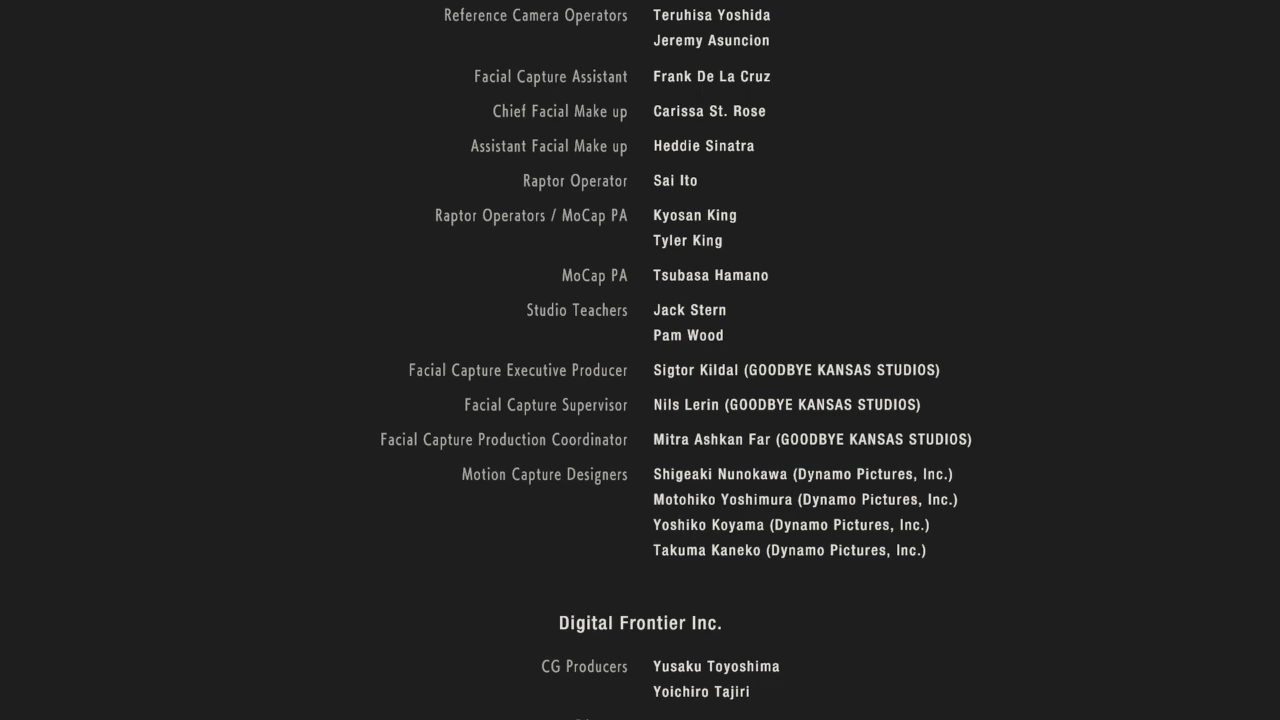 Reference Camera Operators Teruhisa Yoshida
Jeremy Asuncion
Facial Capture Assistant Frank De La Cruz
Chief Facial Make up Carissa St. Rose
Assistant Facial Make up Heddie Sinatra
Raptor Operator Sai Ito
Raptor Operators / MoCap PA Kyosan King
Tyler King
MoCap PA Tsubasa Hamano
Studio Teachers Jack Stern
Pam Wood
Facial Capture Executive Producer Sigtor Kildal (GOODBYE KANSAS STUDIOS)
Facial Capture Supervisor Nils Lerin (GOODBYE KANSAS STUDIOS)
Facial Capture Production Coordinator Mitra Ashkan Far (GOODBYE KANSAS STUDIOS)
Motion Capture Designers Shigeaki Nunokawa (Dynamo Pictures, Inc.)
Motohiko Yoshimura (Dynamo Pictures, Inc.)
Yoshiko Koyama (Dynamo Pictures, Inc.)
Takuma Kaneko (Dynamo Pictures, Inc.)
Digital Frontier Inc.
CG Producers Yusaku Toyoshima
Yoichiro Tajiri